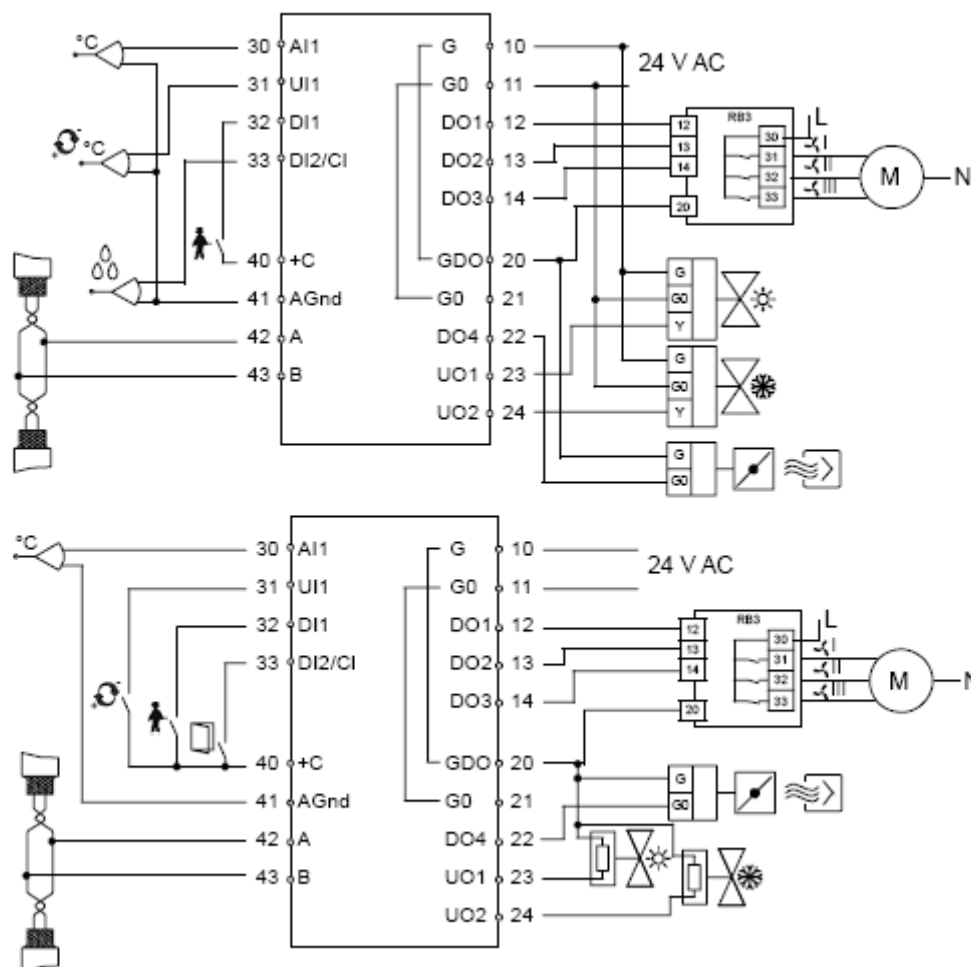 °C
30 AI1
31 UI1
°C
32 DI1
33 DI2/CI
40 +C
41 AGnd
42 A
43 B
G 10
G0 11
24 V AC
DO1 12
DO2 13
DO3 14
GDO 20
G0 21
DO4 22
UO1 23
UO2 24
RB3
12
13
14
20
30 L
31 I
32 II
33 III
M N
G
G0
Y
G
G0
Y
G
G0
°C
30 AI1
31 UI1
32 DI1
33 DI2/CI
40 +C
41 AGnd
42 A
43 B
G 10
G0 11
24 V AC
DO1 12
DO2 13
DO3 14
GDO 20
G0 21
DO4 22
UO1 23
UO2 24
RB3
12
13
14
20
30 L
31 I
32 II
33 III
M N
G
G0